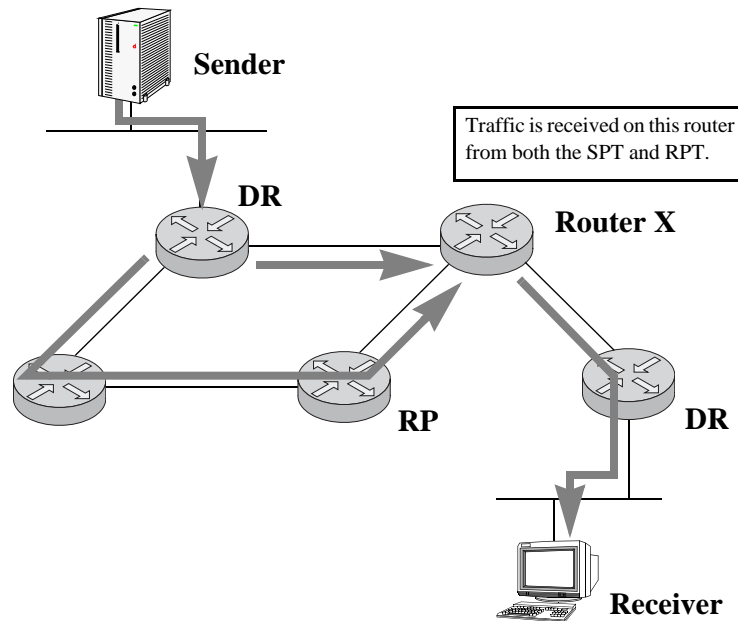 Sender
Traffic is received on this router
from both the SPT and RPT.
DR
Router X
RP
DR
Receiver